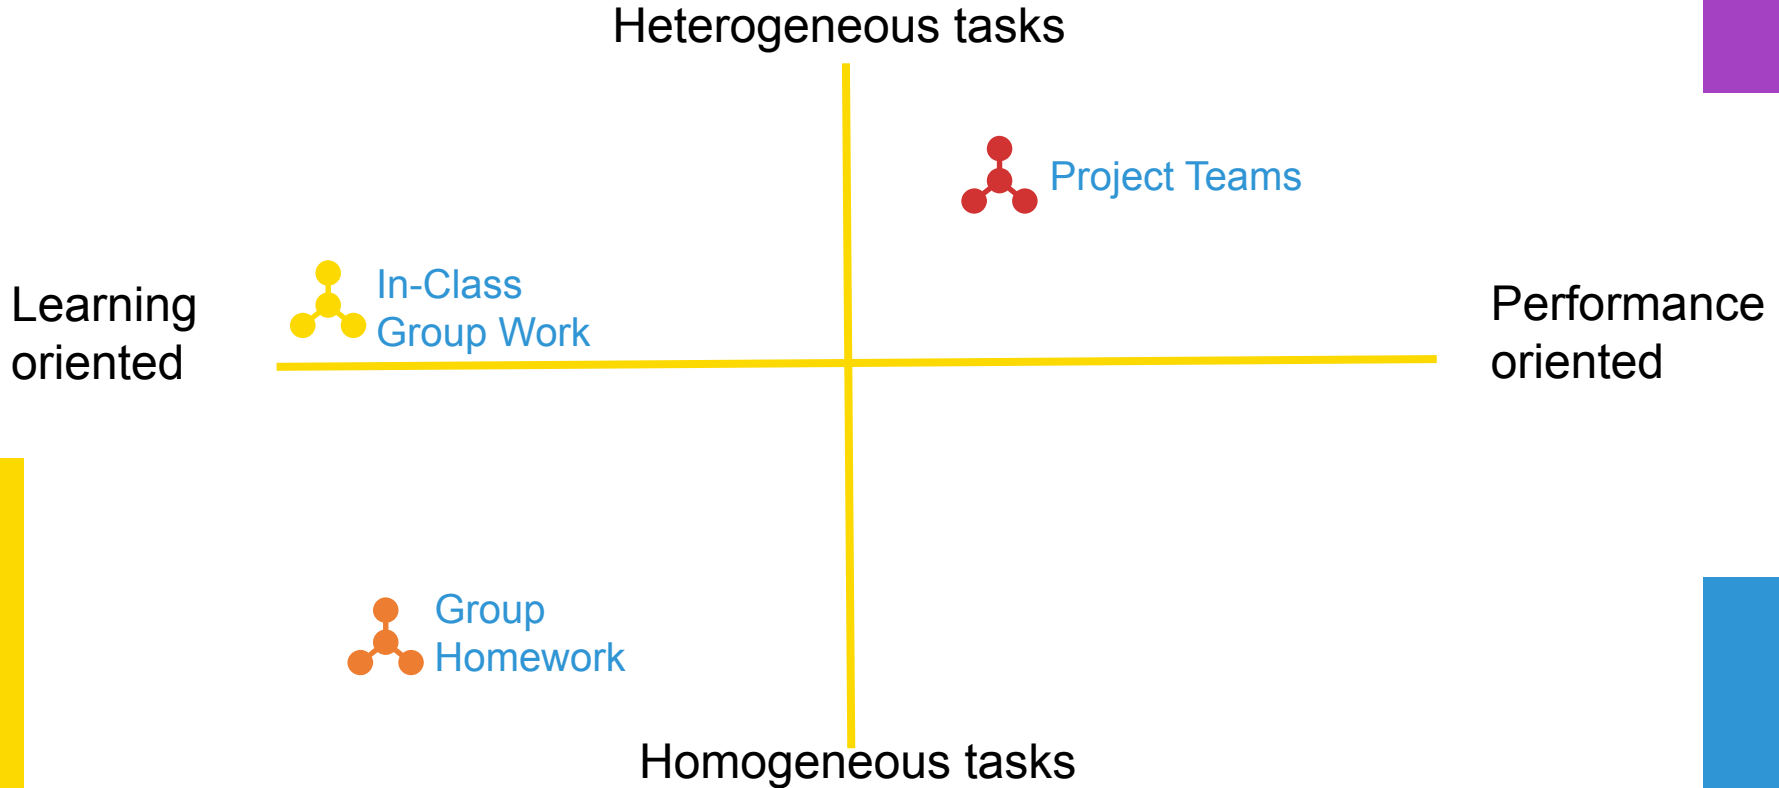 Heterogeneous tasks
Project Teams
In-Class
Group Work
Learning
oriented
Performance
oriented
Group
Homework
Homogeneous tasks